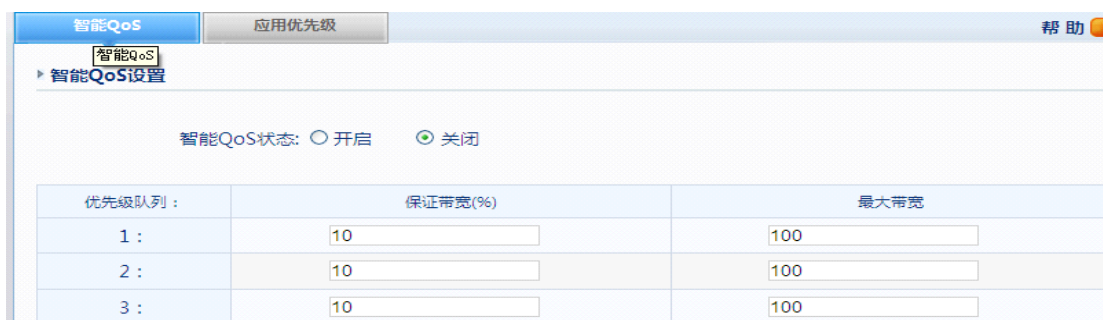 智能QoS 应用优先级 帮 助
智能QoS
智能QoS设置
智能QoS状态: 开启 关闭
优先级队列： 保证带宽(%) 最大带宽
1： 10 100
2： 10 100
3： 10 100